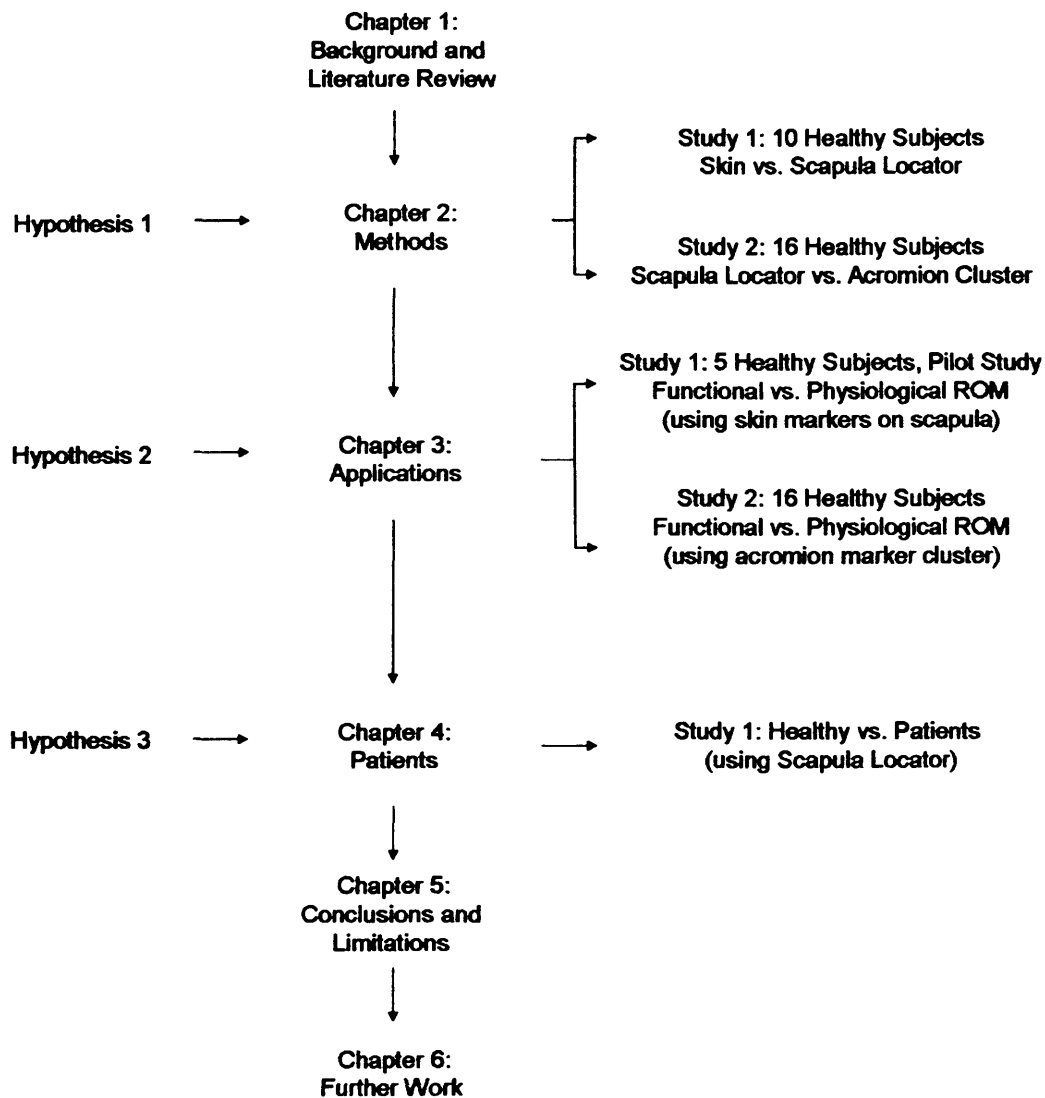 Chapter 1:
Background and
Literature Review
Study 1: 10 Healthy Subjects
Skin vs. Scapula Locator
Hypothesis 1
Chapter 2:
Methods
Study 2: 16 Healthy Subjects
Scapula Locator vs. Acromion Cluster
Study 1: 5 Healthy Subjects, Pilot Study
Functional vs. Physiological ROM
(using skin markers on scapula)
Hypothesis 2
Chapter 3:
Applications
Study 2: 16 Healthy Subjects
Functional vs. Physiological ROM
(using acromion marker cluster)
Hypothesis 3
Chapter 4:
Patients
Study 1: Healthy vs. Patients
(using Scapula Locator)
Chapter 5:
Conclusions and
Limitations
Chapter 6:
Further Work